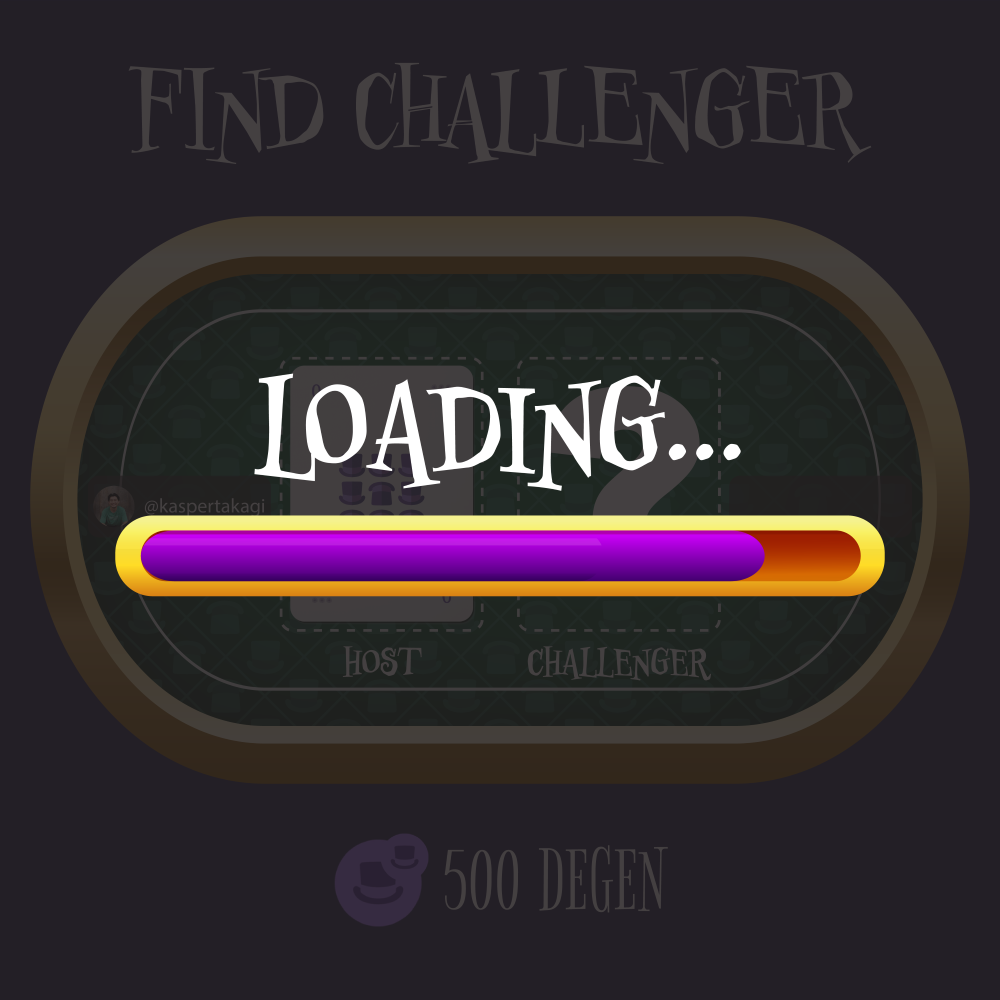 FIND CHALLENGER
LOADING...
@kaspertakagi
HOST
CHALLENGER
500 DEGEN